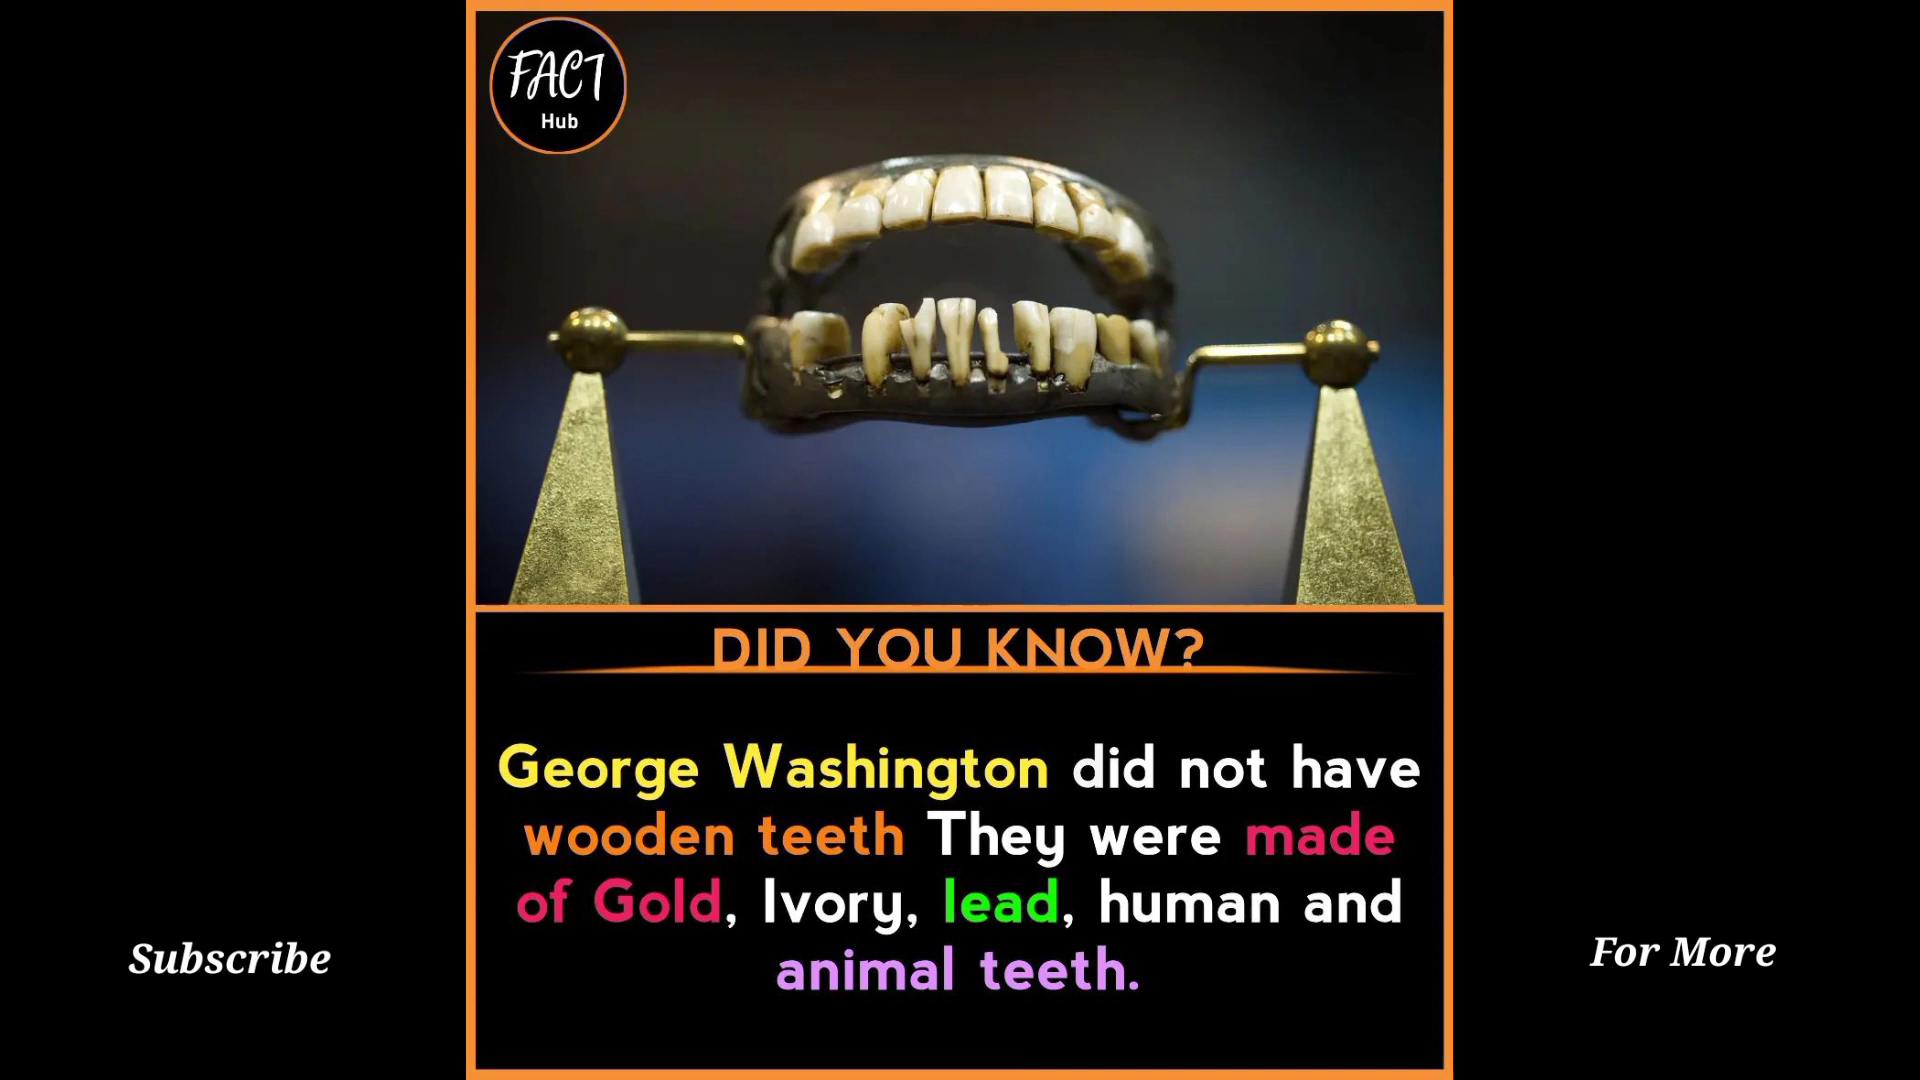 FACT
Hub
DID YOU KNOW?
George Washington did not have
wooden teeth They were made
of Gold, Ivory, lead, human and
animal teeth.
Subscribe
For More